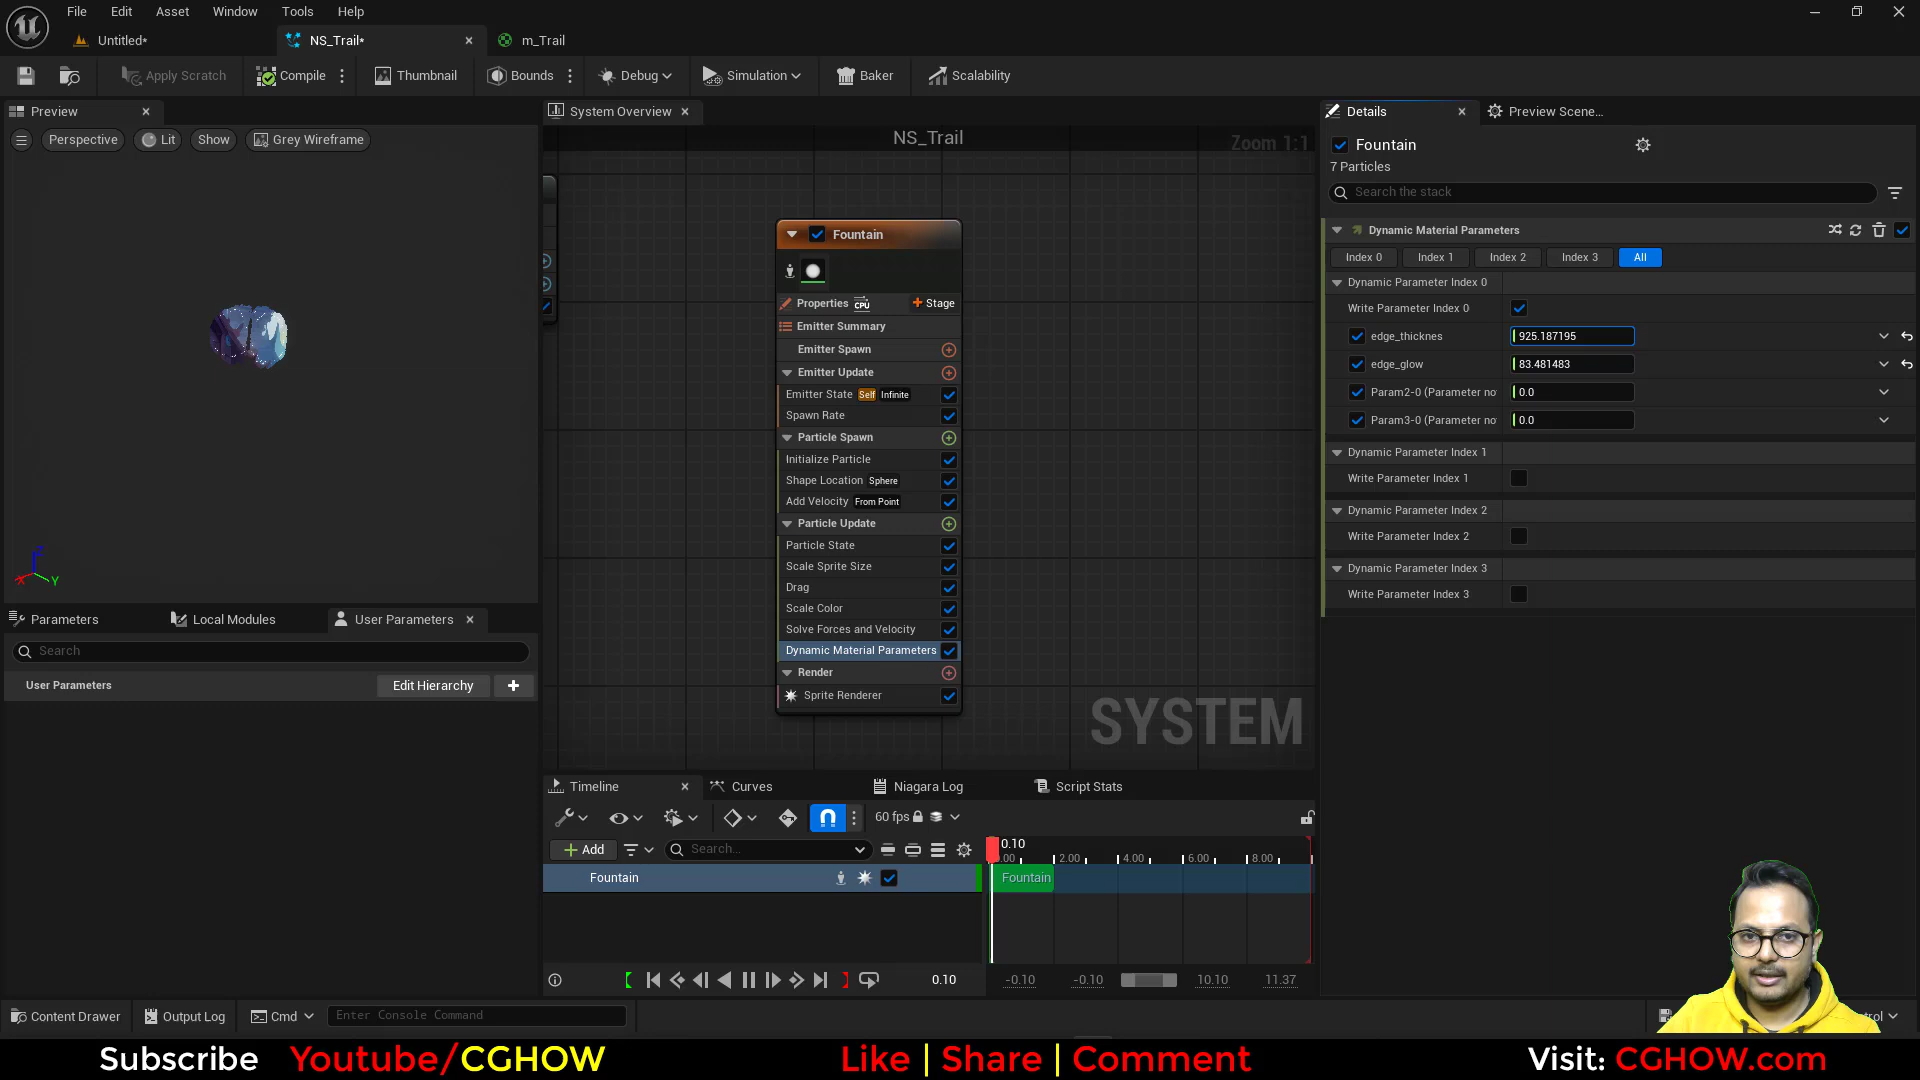 File Edit Asset Window Tools Help
Untitled* NS_Trail* m_Trail
Apply Scratch Compile Thumbnail Bounds Debug Simulation Baker Scalability
Preview
Perspective Lit Show Grey Wireframe
Z
X Y
Parameters Local Modules User Parameters
Search
User Parameters Edit Hierarchy
System Overview
NS_Trail
Zoom 1:1
Fountain
Properties CPU Stage
Emitter Summary
Emitter Spawn
Emitter Update
Emitter State Self Infinite
Spawn Rate
Particle Spawn
Initialize Particle
Shape Location Sphere
Add Velocity From Point
Particle Update
Particle State
Scale Sprite Size
Drag
Scale Color
Solve Forces and Velocity
Dynamic Material Parameters
Render
Sprite Renderer
SYSTEM
Timeline Curves Niagara Log Script Stats
60 fps
Add Search...
0.10
.00 2.00 4.00 6.00 8.00
Fountain Fountain
0.10 -0.10 -0.10 10.10 11.37
Details Preview Scene...
Fountain
7 Particles
Search the stack
Dynamic Material Parameters
Index 0 Index 1 Index 2 Index 3 All
Dynamic Parameter Index 0
Write Parameter Index 0
edge_thicknes 925.187195
edge_glow 83.481483
Param2-0 (Parameter no 0.0
Param3-0 (Parameter no 0.0
Dynamic Parameter Index 1
Write Parameter Index 1
Dynamic Parameter Index 2
Write Parameter Index 2
Dynamic Parameter Index 3
Write Parameter Index 3
Content Drawer Output Log Cmd Enter Console Command
Subscribe Youtube/CGHOW Like | Share | Comment Visit: CGHOW.com